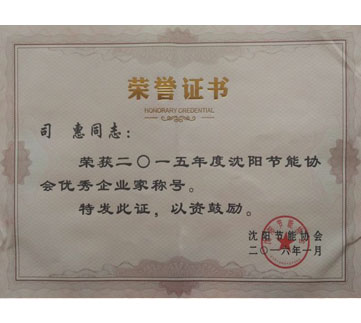 荣誉证书
HONORARY CREDENTIAL
司 惠同志：
荣获二〇一五年度沈阳节能协
会优秀企业家称号。
特发此证，以资鼓励。
沈阳节能协会
二〇一六年一月